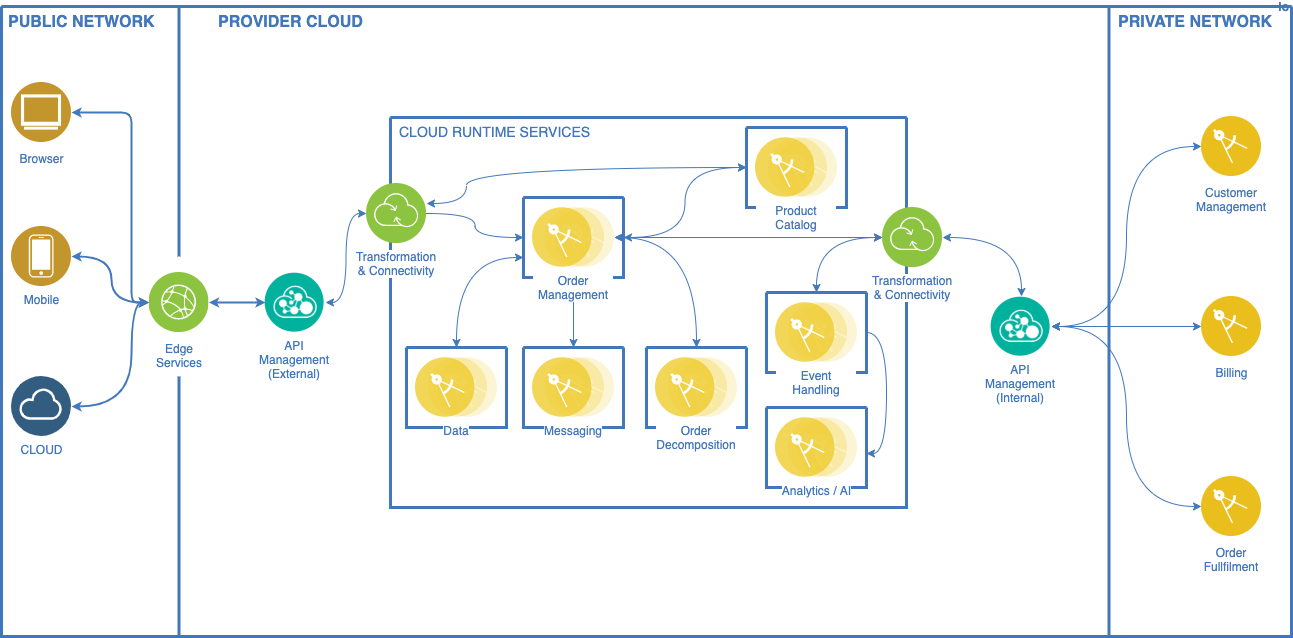 PUBLIC NETWORK
PROVIDER CLOUD
PRIVATE NETWORK
Browser
Mobile
CLOUD
Edge
Services
API
Management
(External)
Transformation
& Connectivity
CLOUD RUNTIME SERVICES
Product
Catalog
Order
Management
Data
Messaging
Order
Decomposition
Event
Handling
Analytics / AI
Transformation
& Connectivity
API
Management
(Internal)
Customer
Management
Billing
Order
Fullfilment